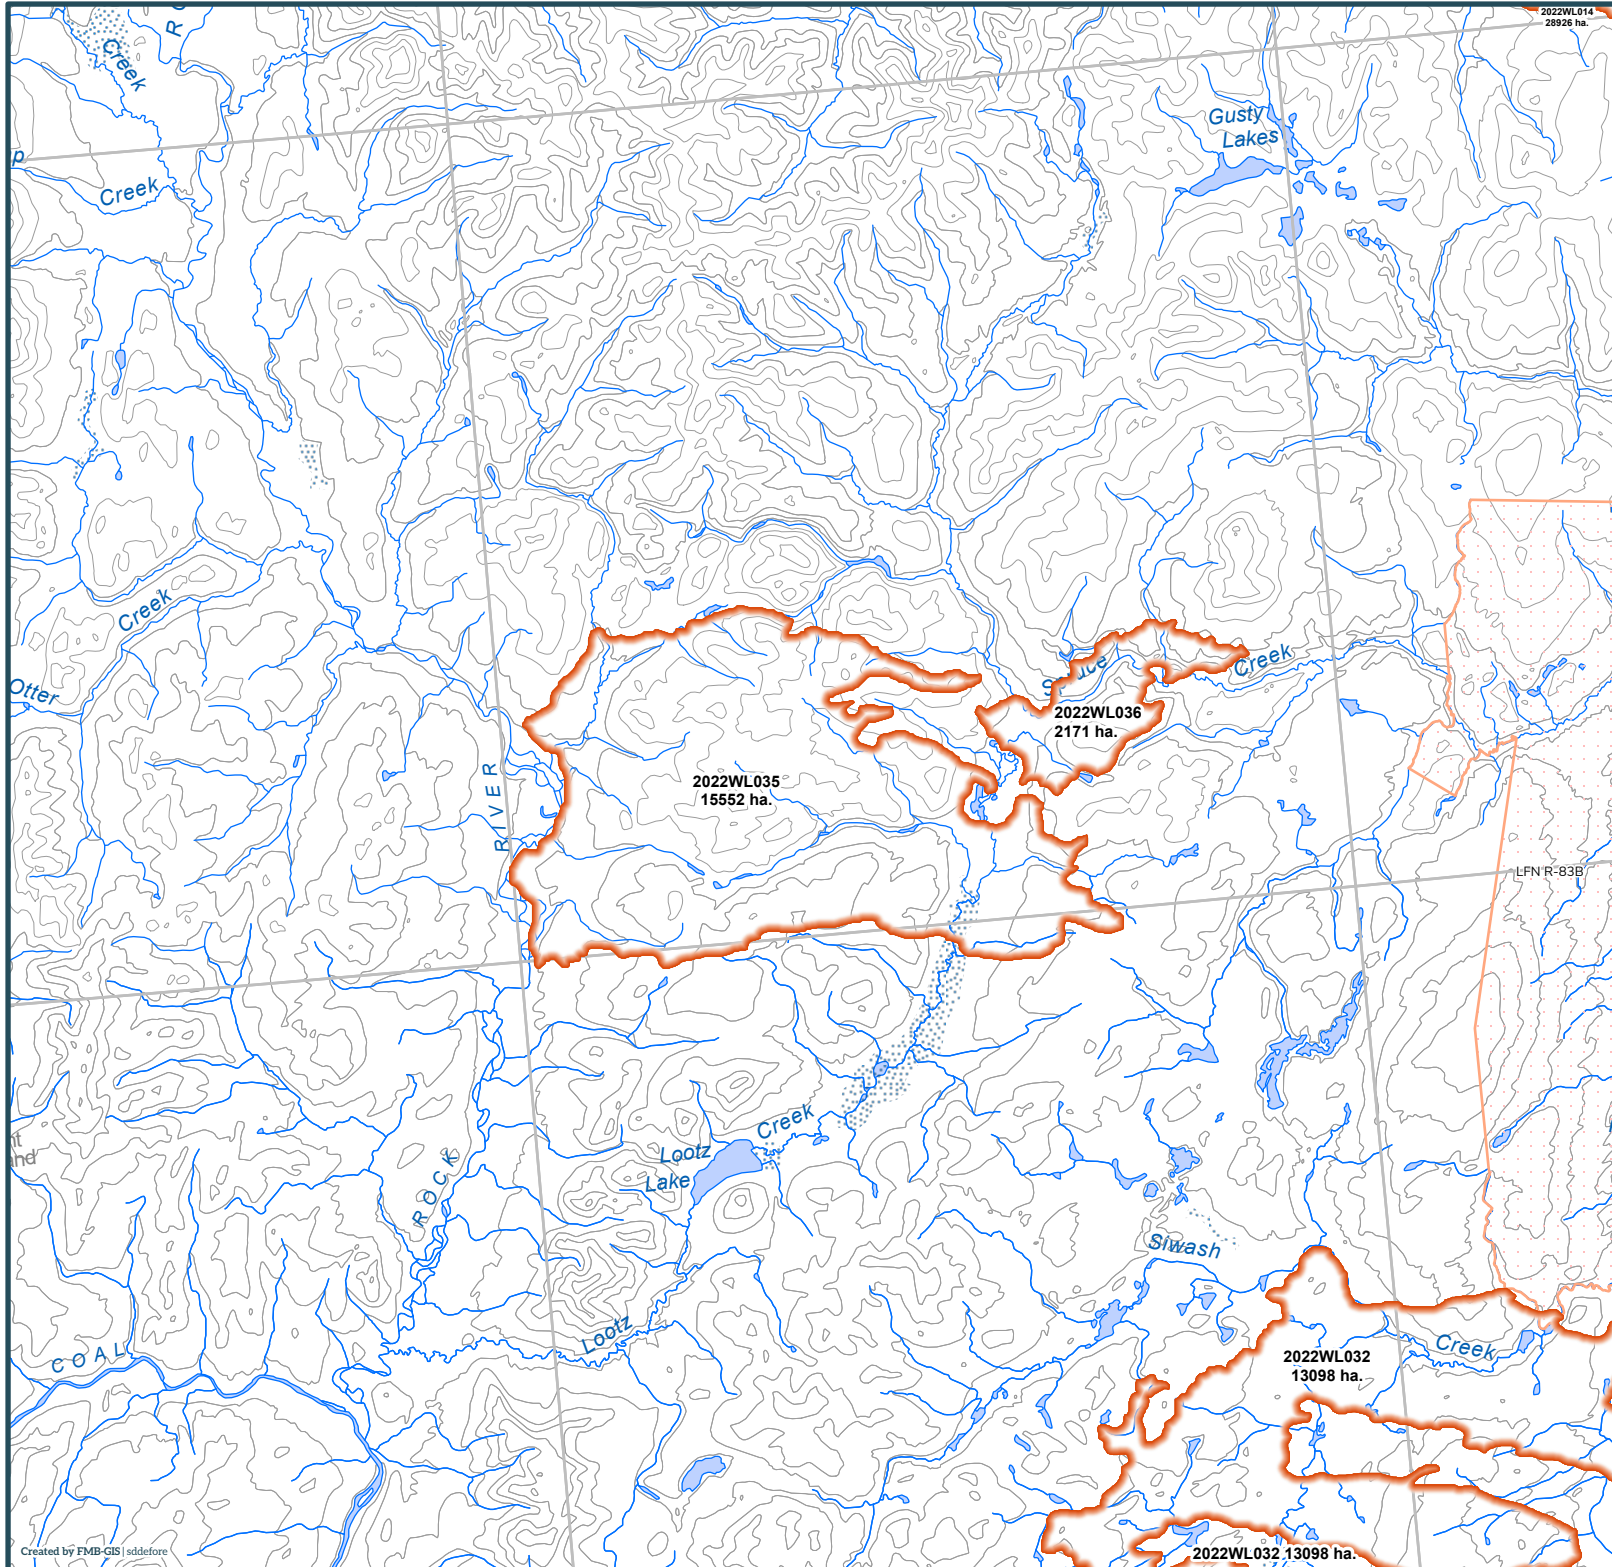 2022WL014
28926 ha.
Creek
Gusty
Lakes
p
Creek
Creek
Otter
Spruce
Creek
2022WL036
2171 ha.
2022WL035
15552 ha.
RIVER
LFN R-83B
Creek
Lootz
Lake
ROCK
Siwash
Lootz
COAL
Creek
2022WL032
13098 ha.
2022WL032 13098 ha.
Created by FMB-GIS | sddefore